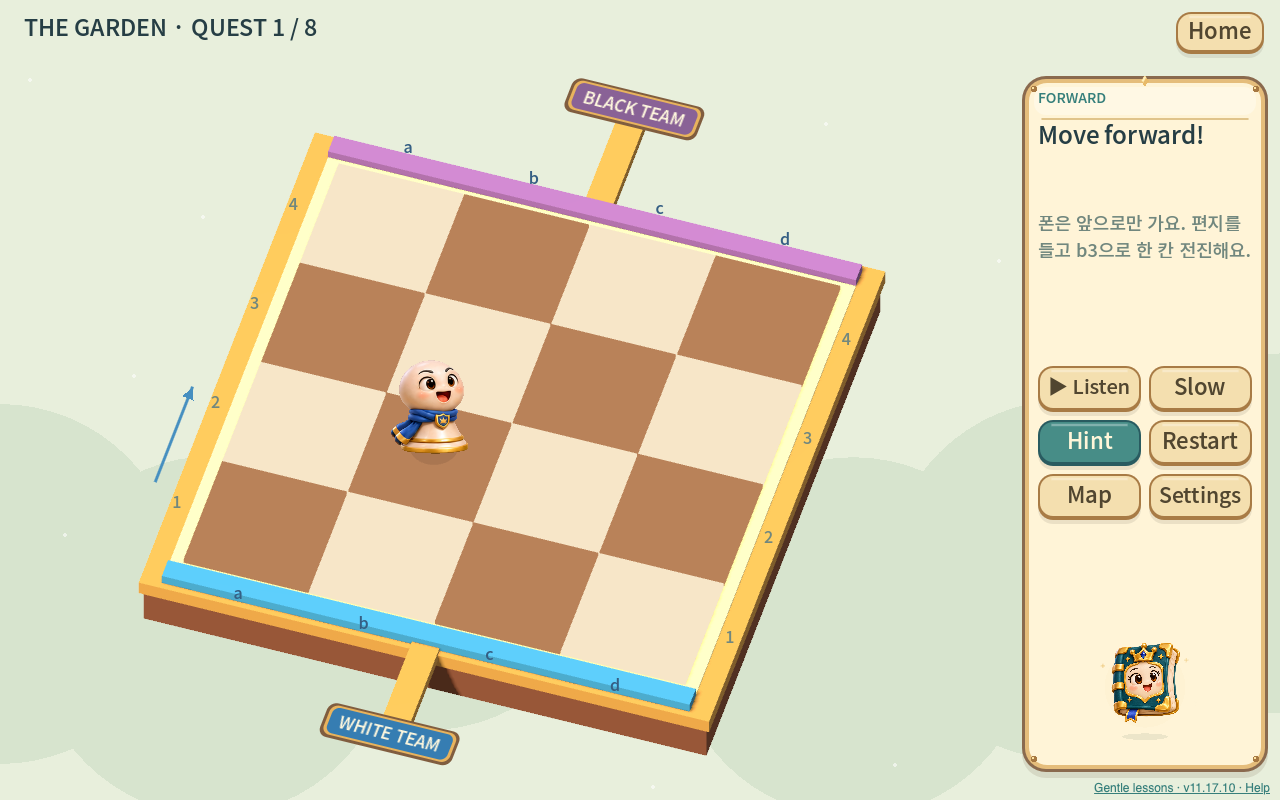 THE GARDEN · QUEST 1 / 8
Home
BLACK TEAM
a
b
c
d
4
3
2
1
4
3
2
1
a
b
c
d
WHITE TEAM
FORWARD
Move forward!
폰은 앞으로만 가요. 편지를
들고 b3으로 한 칸 전진해요.
▶ Listen
Slow
Hint
Restart
Map
Settings
Gentle lessons · v11.17.10 · Help